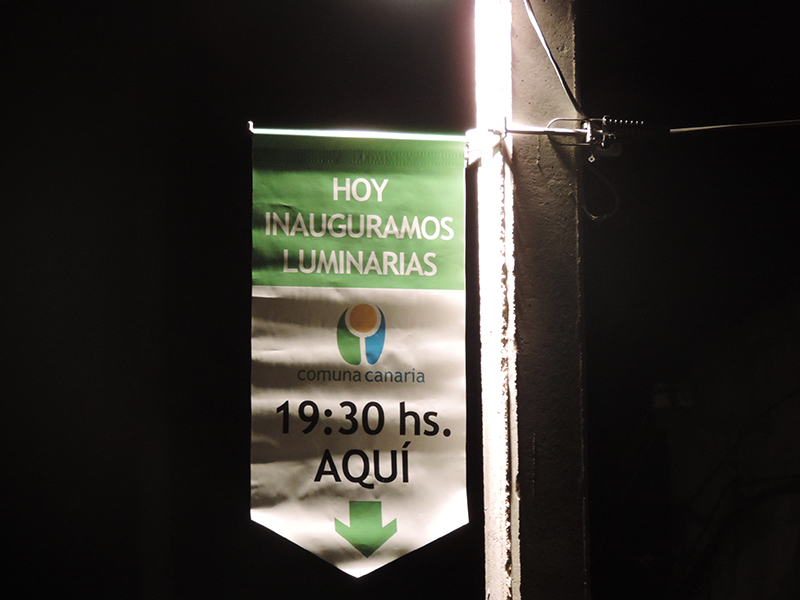 HOY
INAUGURAMOS
LUMINARIAS
comuna canaria
19:30 hs.
AQUÍ